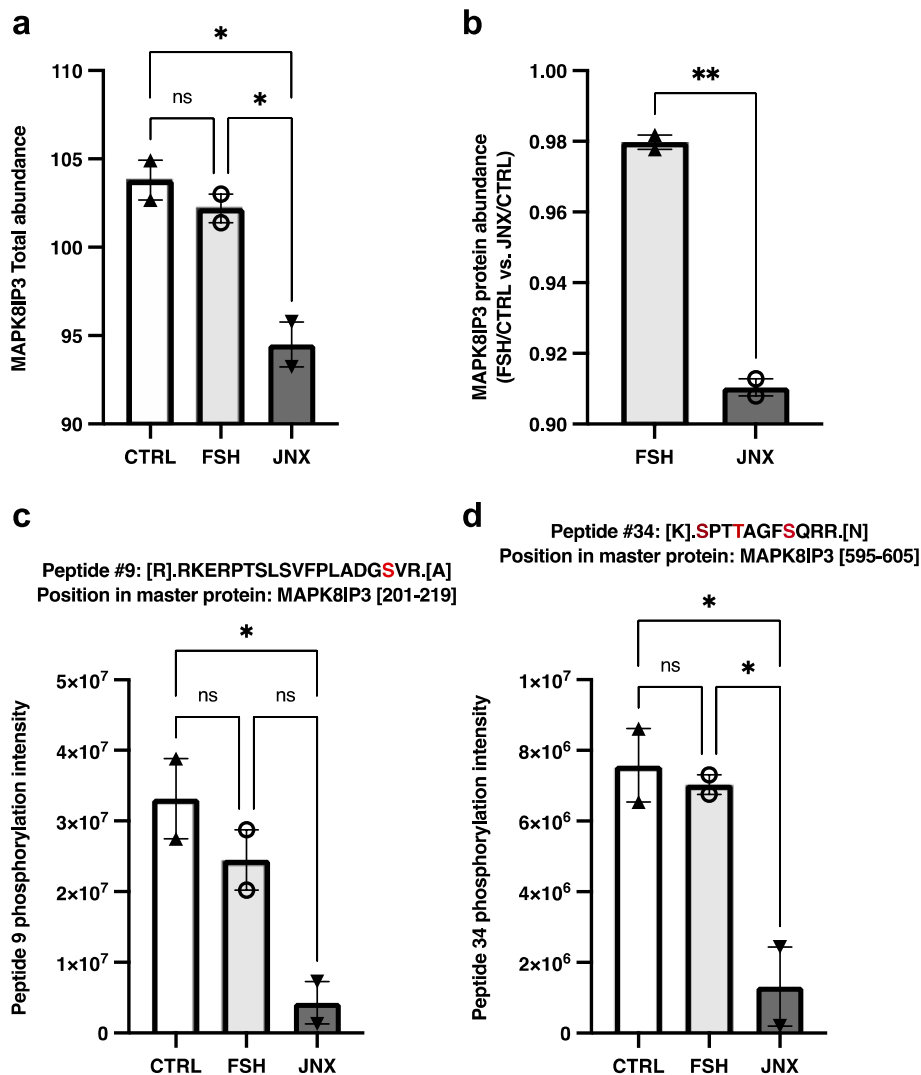 a
*
ns
*
110
105
100
95
90
MAPK8IP3 Total abundance
CTRL FSH JNX
b
**
1.00
0.98
0.96
0.94
0.92
0.90
MAPK8IP3 protein abundance
(FSH/CTRL vs. JNX/CTRL)
FSH JNX
c
Peptide #9: [R].RKERPTSLSVFPLADGSVR.[A]
Position in master protein: MAPK8IP3 [201-219]
*
ns ns
5×10⁷
4×10⁷
3×10⁷
2×10⁷
1×10⁷
0
Peptide 9 phosphorylation intensity
CTRL FSH JNX
d
Peptide #34: [K].SPTTAGFSQRR.[N]
Position in master protein: MAPK8IP3 [595-605]
*
ns
*
1×10⁷
8×10⁶
6×10⁶
4×10⁶
2×10⁶
0
Peptide 34 phosphorylation intensity
CTRL FSH JNX